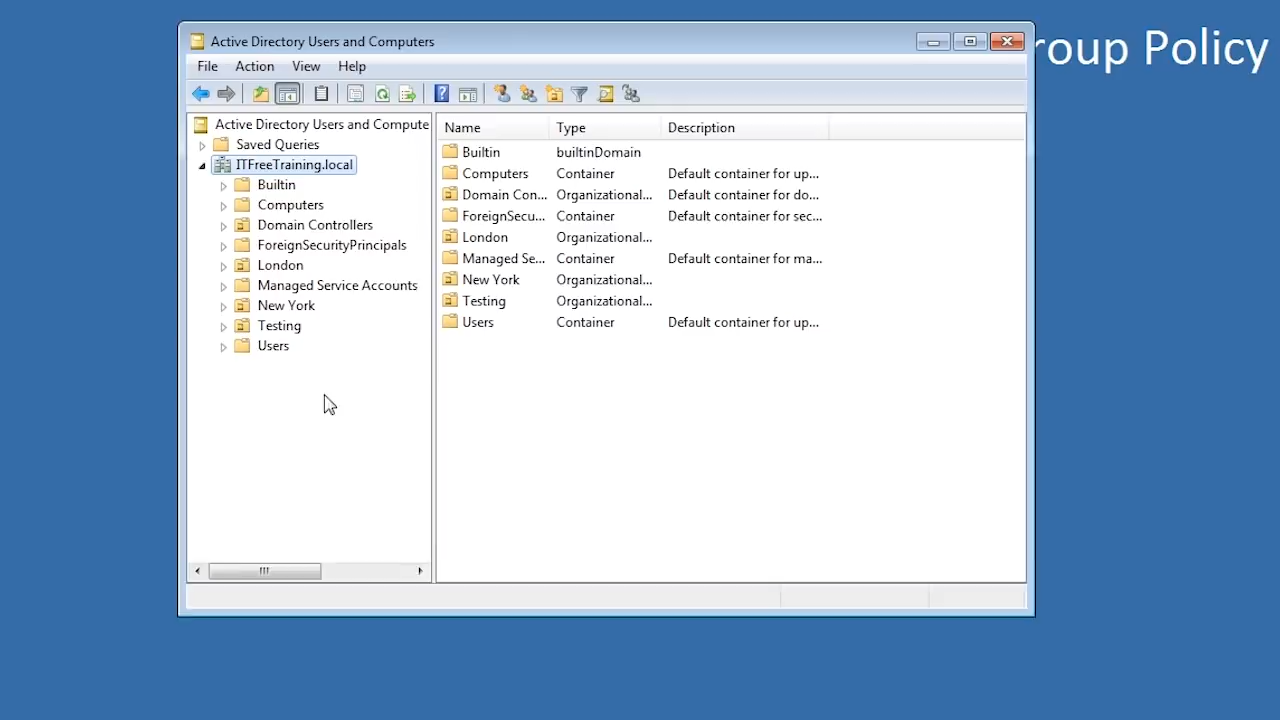 Active Directory Users and Computers
roup Policy
File Action View Help
Active Directory Users and Compute
Saved Queries
ITFreeTraining.local
Builtin
Computers
Domain Controllers
ForeignSecurityPrincipals
London
Managed Service Accounts
New York
Testing
Users
Name Type Description
Builtin builtinDomain
Computers Container Default container for up...
Domain Con... Organizational... Default container for do...
ForeignSecu... Container Default container for sec...
London Organizational...
Managed Se... Container Default container for ma...
New York Organizational...
Testing Organizational...
Users Container Default container for up...